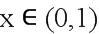 x ∈ (0,1)